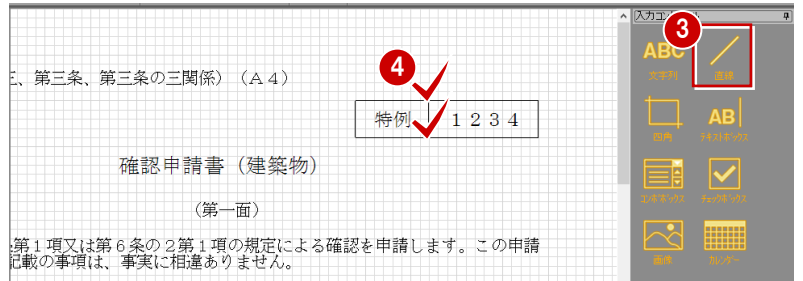 入力コント
3
ABC
文字列
直線
4
三、第三条、第三条の三関係）（Ａ４）
特例
１２３４
AB
四角
テキストボックス
確認申請書（建築物）
コンボボックス
チェックボックス
（第一面）
第１項又は第６条の２第１項の規定による確認を申請します。この申請
記載の事項は、事実に相違ありません。
画像
カレンダー